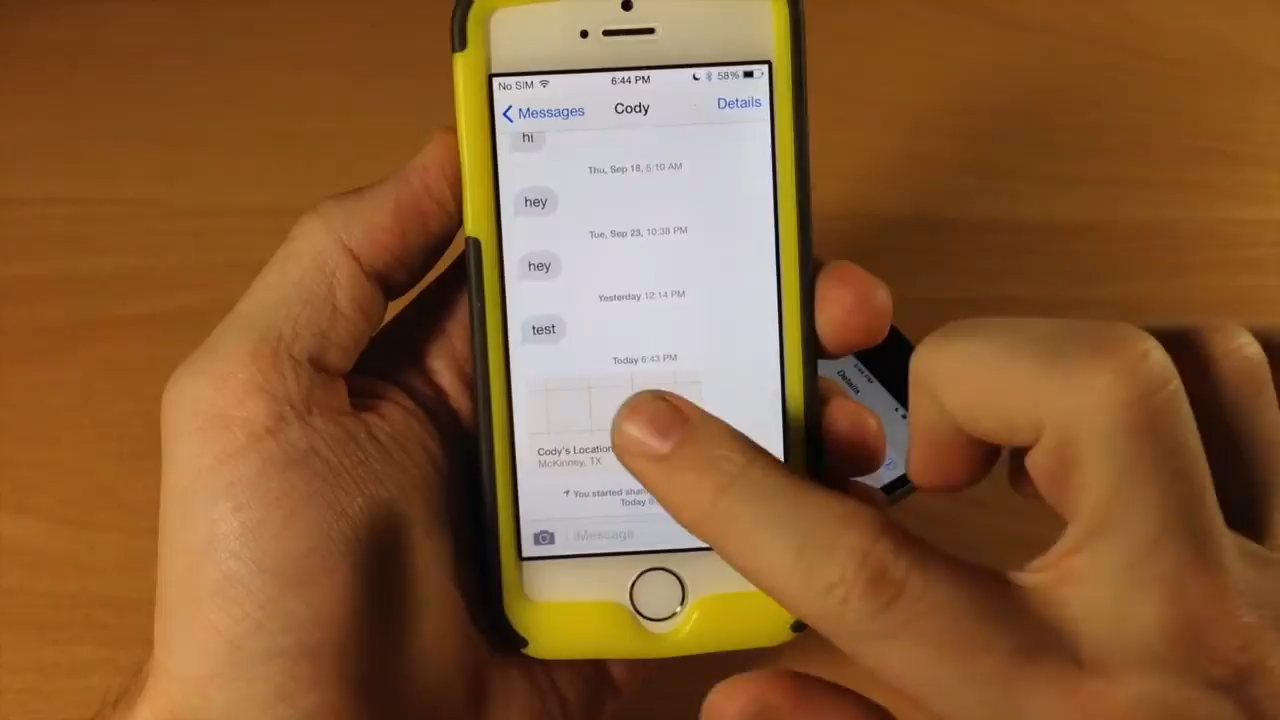 No SIM 6:44 PM 58%
Messages Cody Details
hi
Thu, Sep 18, 5:10 AM
hey
Tue, Sep 23, 10:38 PM
hey
Yesterday 12:14 PM
test
Today 6:43 PM
Cody's Location
McKinney, TX
You started
Today
iMessage
Details